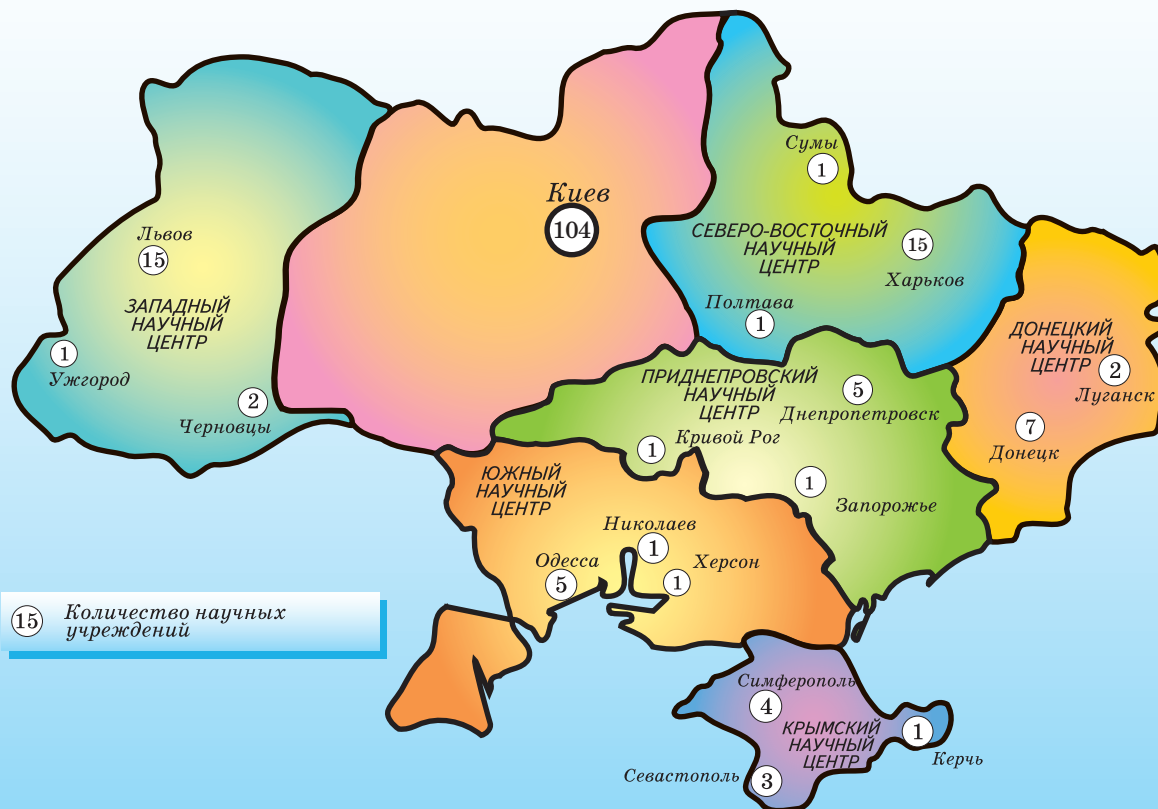 Сумы
1
Киев
104
Львов
15
СЕВЕРО-ВОСТОЧНЫЙ
НАУЧНЫЙ
ЦЕНТР
15
Харьков
ЗАПАДНЫЙ
НАУЧНЫЙ
ЦЕНТР
Полтава
1
1
Ужгород
2
Черновцы
ДОНЕЦКИЙ
НАУЧНЫЙ
ЦЕНТР
2
Луганск
7
Донецк
ПРИДНЕПРОВСКИЙ
НАУЧНЫЙ
ЦЕНТР
5
Днепропетровск
Кривой Рог
1
1
Запорожье
ЮЖНЫЙ
НАУЧНЫЙ
ЦЕНТР
Николаев
1
Одесса
5
Херсон
1
15
Количество научных
учреждений
Симферополь
4
КРЫМСКИЙ
НАУЧНЫЙ
ЦЕНТР
1
Керчь
Севастополь
3